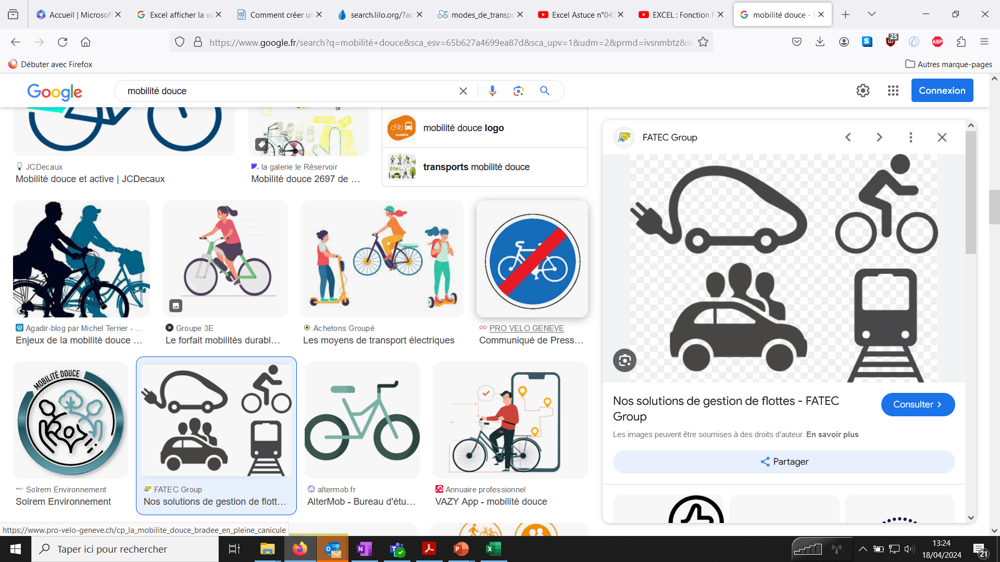 Accueil | Microsoft
Excel afficher la va
Comment créer un
search.lilo.org/?ac
modes_de_transpo
Excel Astuce n°045
EXCEL : Fonction F
mobilité douce - R
https://www.google.fr/search?q=mobilité+douce&sca_esv=65b627a4699ea87d&sca_upv=1&udm=2&prmd=ivsnmbtz&s
25
ABP
Débuter avec Firefox
Autres marque-pages
Google
mobilité douce
Connexion
mobilité douce logo
transports mobilité douce
FATEC Group
JCDecaux
Mobilité douce et active | JCDecaux
la galerie le Réservoir
Mobilité douce 2697 de …
Agadir-blog par Michel Terrier - …
Enjeux de la mobilité douce …
Groupe 3E
Le forfait mobilités durabl…
Achetons Groupé
Les moyens de transport électriques
PRO VELO GENEVE
Communiqué de Press…
MOBILITÉ DOUCE
Solrem Environnement
Solrem Environnement
FATEC Group
Nos solutions de gestion de flott…
altermob.fr
AlterMob - Bureau d'étu…
Annuaire professionnel
VAZY App - mobilité douce
Nos solutions de gestion de flottes - FATEC
Group
Consulter
Les images peuvent être soumises à des droits d'auteur. En savoir plus
Partager
https://www.pro-velo-geneve.ch/cp_la_mobilite_douce_bradee_en_pleine_canicule
Taper ici pour rechercher
13:24
18/04/2024
21